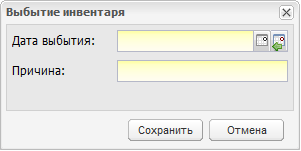 Выбытие инвентаря
Дата выбытия:
Причина:
Сохранить Отмена